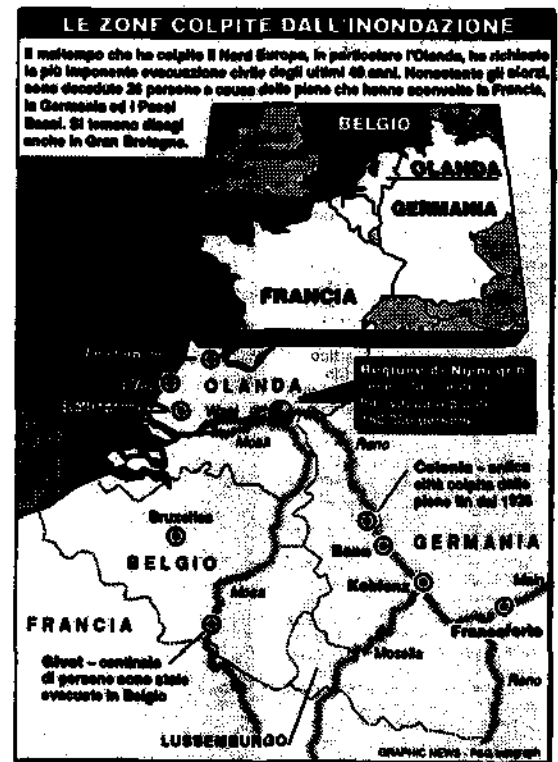 LE ZONE COLPITE DALL'INONDAZIONE
Il maltempo che ha colpito il Nord Europa, in particolare l'Olanda, ha richiesto
la più imponente evacuazione civile degli ultimi 40 anni. Nonostante gli sforzi,
sono decedute 26 persone a causa delle piene che hanno sconvolto la Francia,
la Germania ed i Paesi
Bassi. Si temono disagi
anche in Gran Bretagna.
BELGIO
OLANDA
GERMANIA
FRANCIA
OLANDA
Regione di Nijmegen
Waal
Mosa
Reno
Colonia - antica
città colpita dalle
piene fin dal 1926
Bruxelles
Bonn
GERMANIA
BELGIO
Koblenz
Meno
Mosa
FRANCIA
Francoforte
Mosella
Givet - centinaia
di persone sono state
evacuate in Belgio
Reno
LUSSEMBURGO
GRAPHIC NEWS -